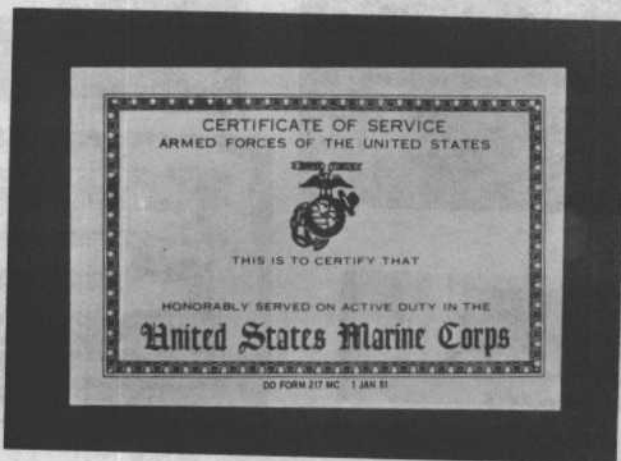 CERTIFICATE OF SERVICE
ARMED FORCES OF THE UNITED STATES
THIS IS TO CERTIFY THAT
HONORABLY SERVED ON ACTIVE DUTY IN THE
United States Marine Corps
DD FORM 217 MC 1 JAN 51